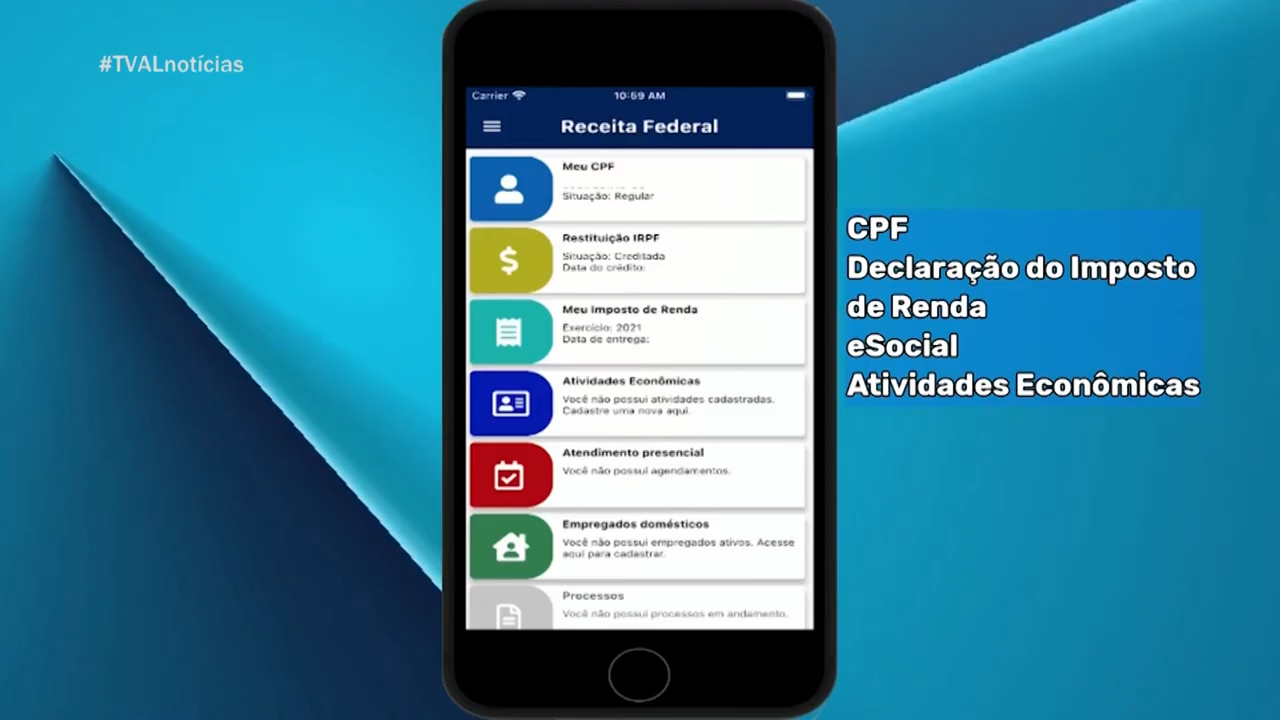 #TVALnotícias
Carrier
10:59 AM
Receita Federal
Meu CPF
Situação: Regular
Restituição IRPF
Situação: Creditada
Data do crédito:
Meu Imposto de Renda
Exercício: 2021
Data de entrega:
Atividades Econômicas
Você não possui atividades cadastradas.
Cadastre uma nova aqui.
Atendimento presencial
Você não possui agendamentos.
Empregados domésticos
Você não possui empregados ativos. Acesse
aqui para cadastrar.
Processos
Você não possui processos em andamento.
CPF
Declaração do Imposto
de Renda
eSocial
Atividades Econômicas